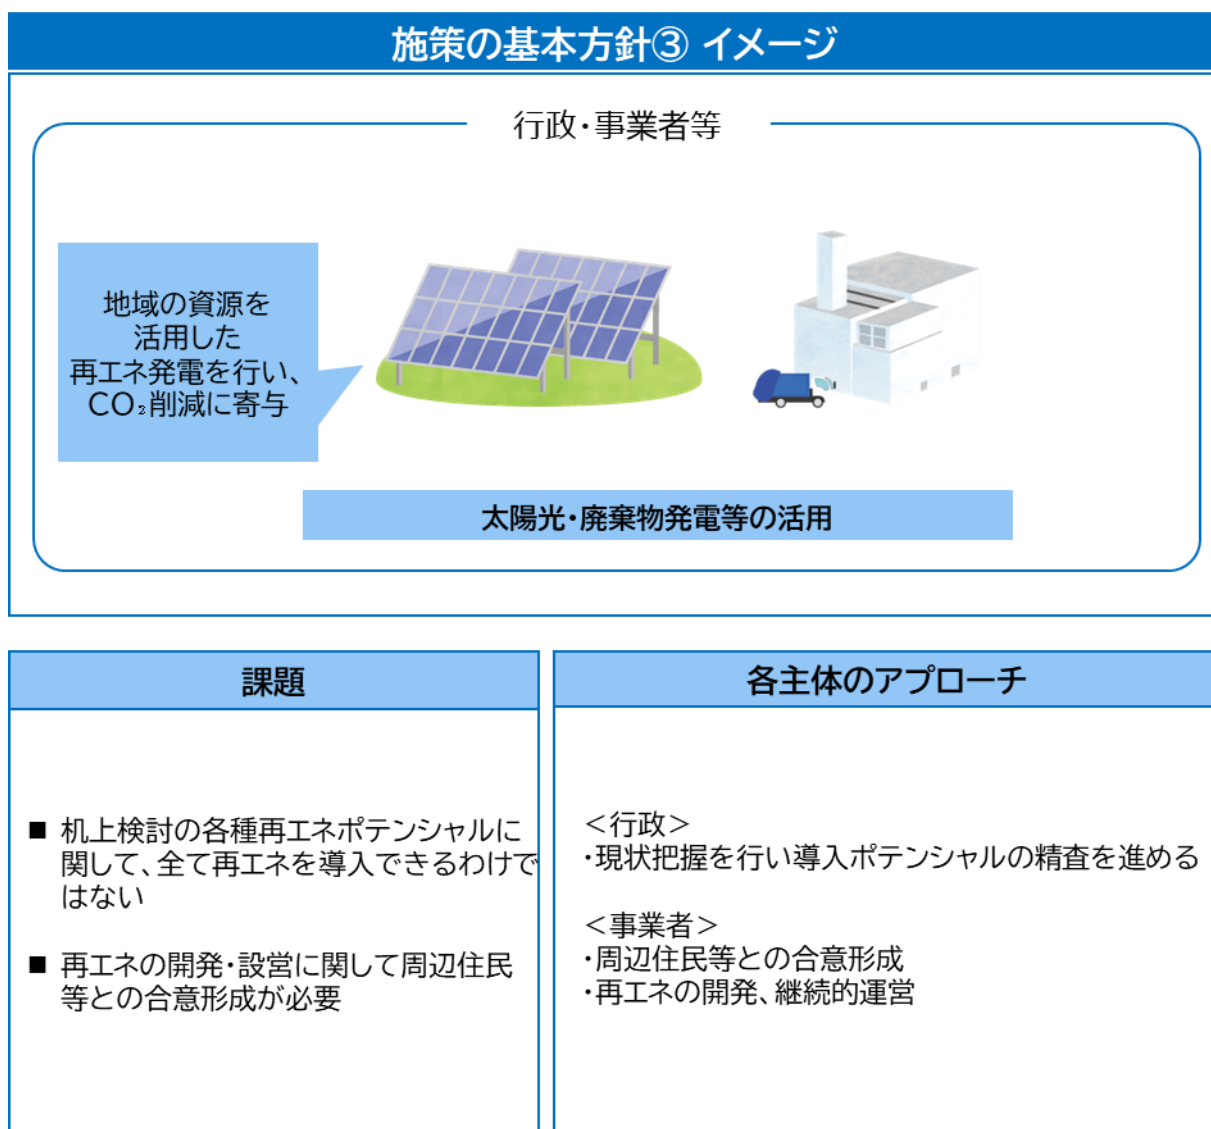 施策の基本方針③ イメージ
行政・事業者等
地域の資源を
活用した
再エネ発電を行い、
CO₂削減に寄与
太陽光・廃棄物発電等の活用
課題
■ 机上検討の各種再エネポテンシャルに
関して、全て再エネを導入できるわけで
はない
■ 再エネの開発・設営に関して周辺住民
等との合意形成が必要
各主体のアプローチ
＜行政＞
・現状把握を行い導入ポテンシャルの精査を進める
＜事業者＞
・周辺住民等との合意形成
・再エネの開発、継続的運営